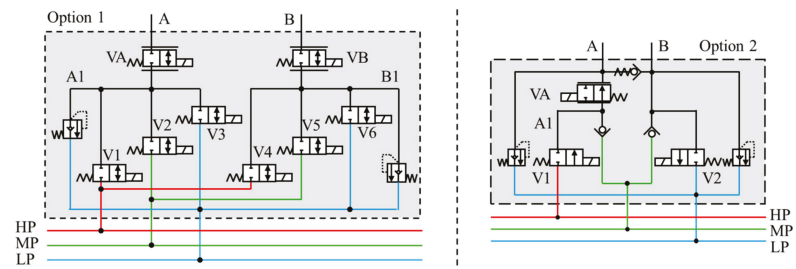 Option 1
A
B
VA
VB
A1
B1
V3
V2
V5
V6
V1
V4
HP
MP
LP
A
B
Option 2
VA
A1
V1
V2
HP
MP
LP